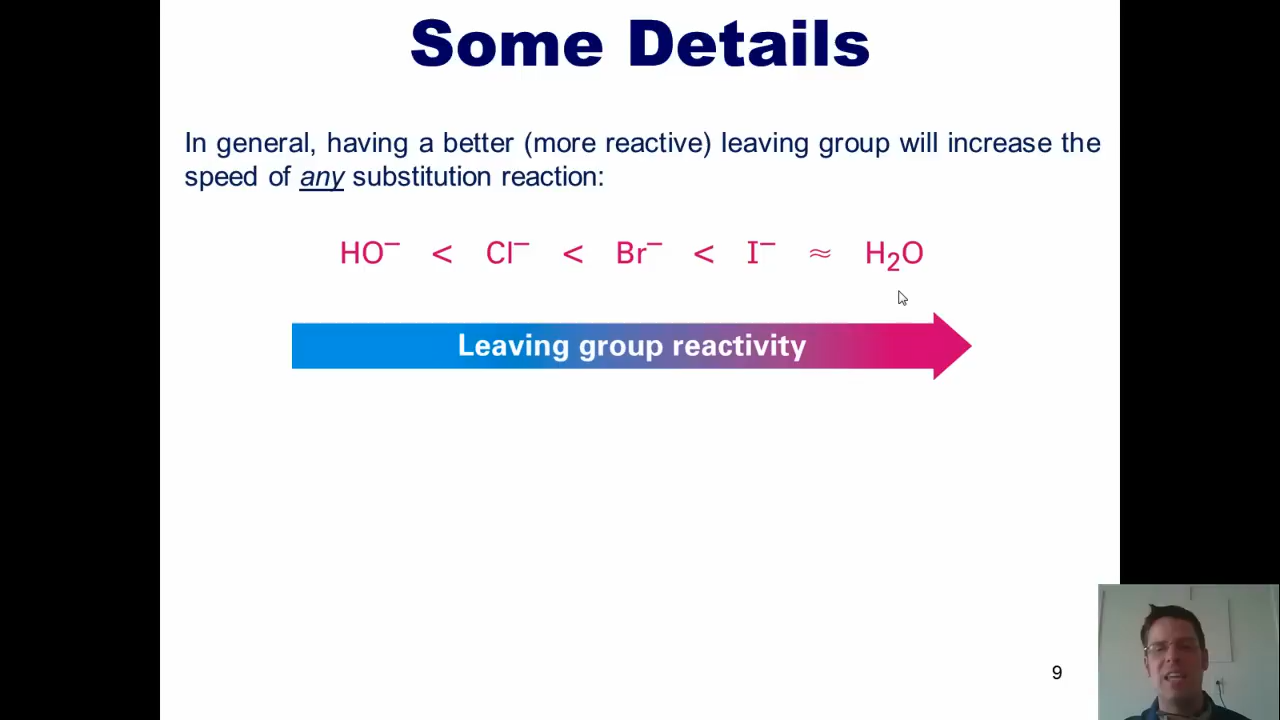 Some Details
In general, having a better (more reactive) leaving group will increase the
speed of any substitution reaction:
HO⁻ < Cl⁻ < Br⁻ < I⁻ ≈ H₂O
Leaving group reactivity
9